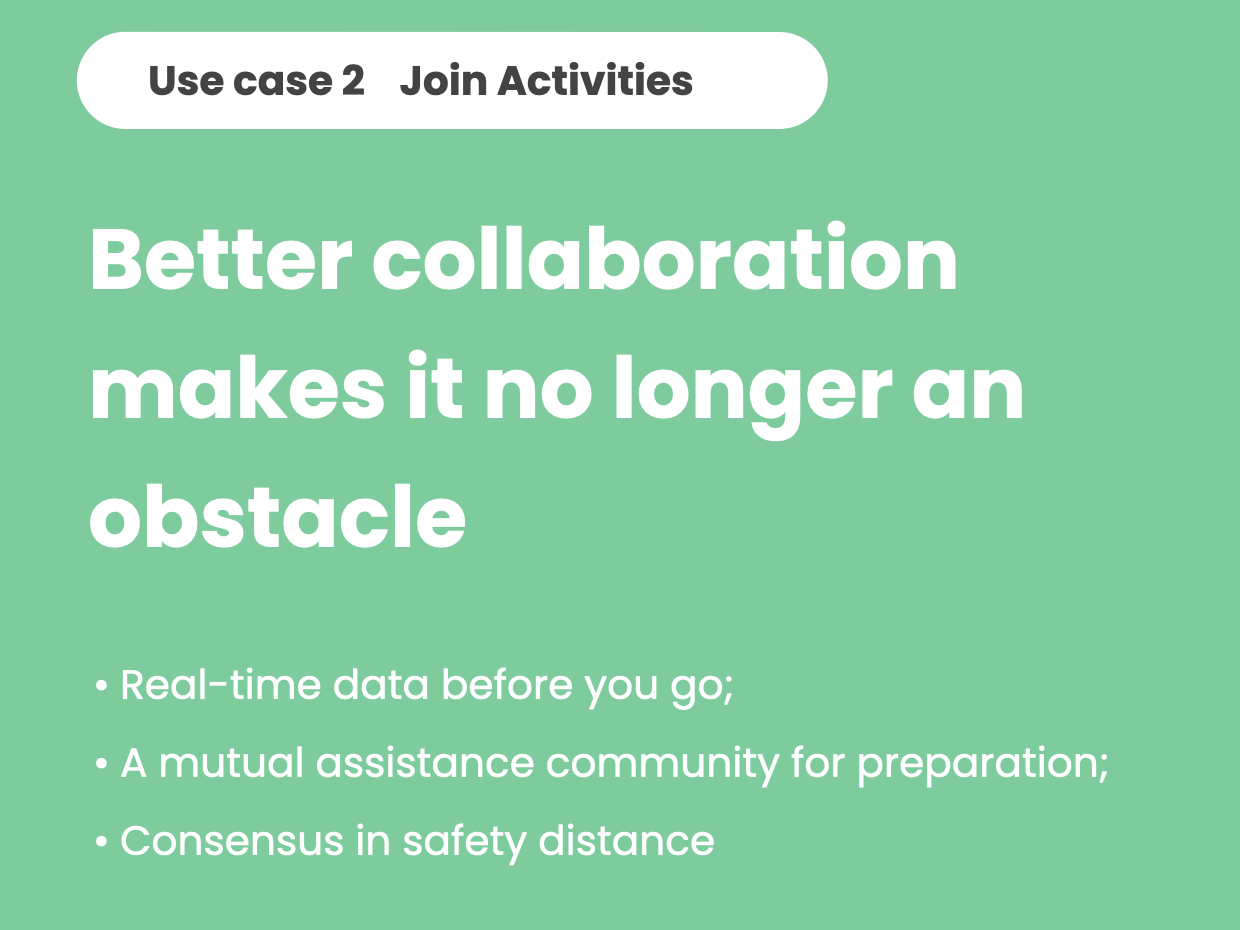 Use case 2 Join Activities
Better collaboration
makes it no longer an
obstacle
• Real-time data before you go;
• A mutual assistance community for preparation;
• Consensus in safety distance